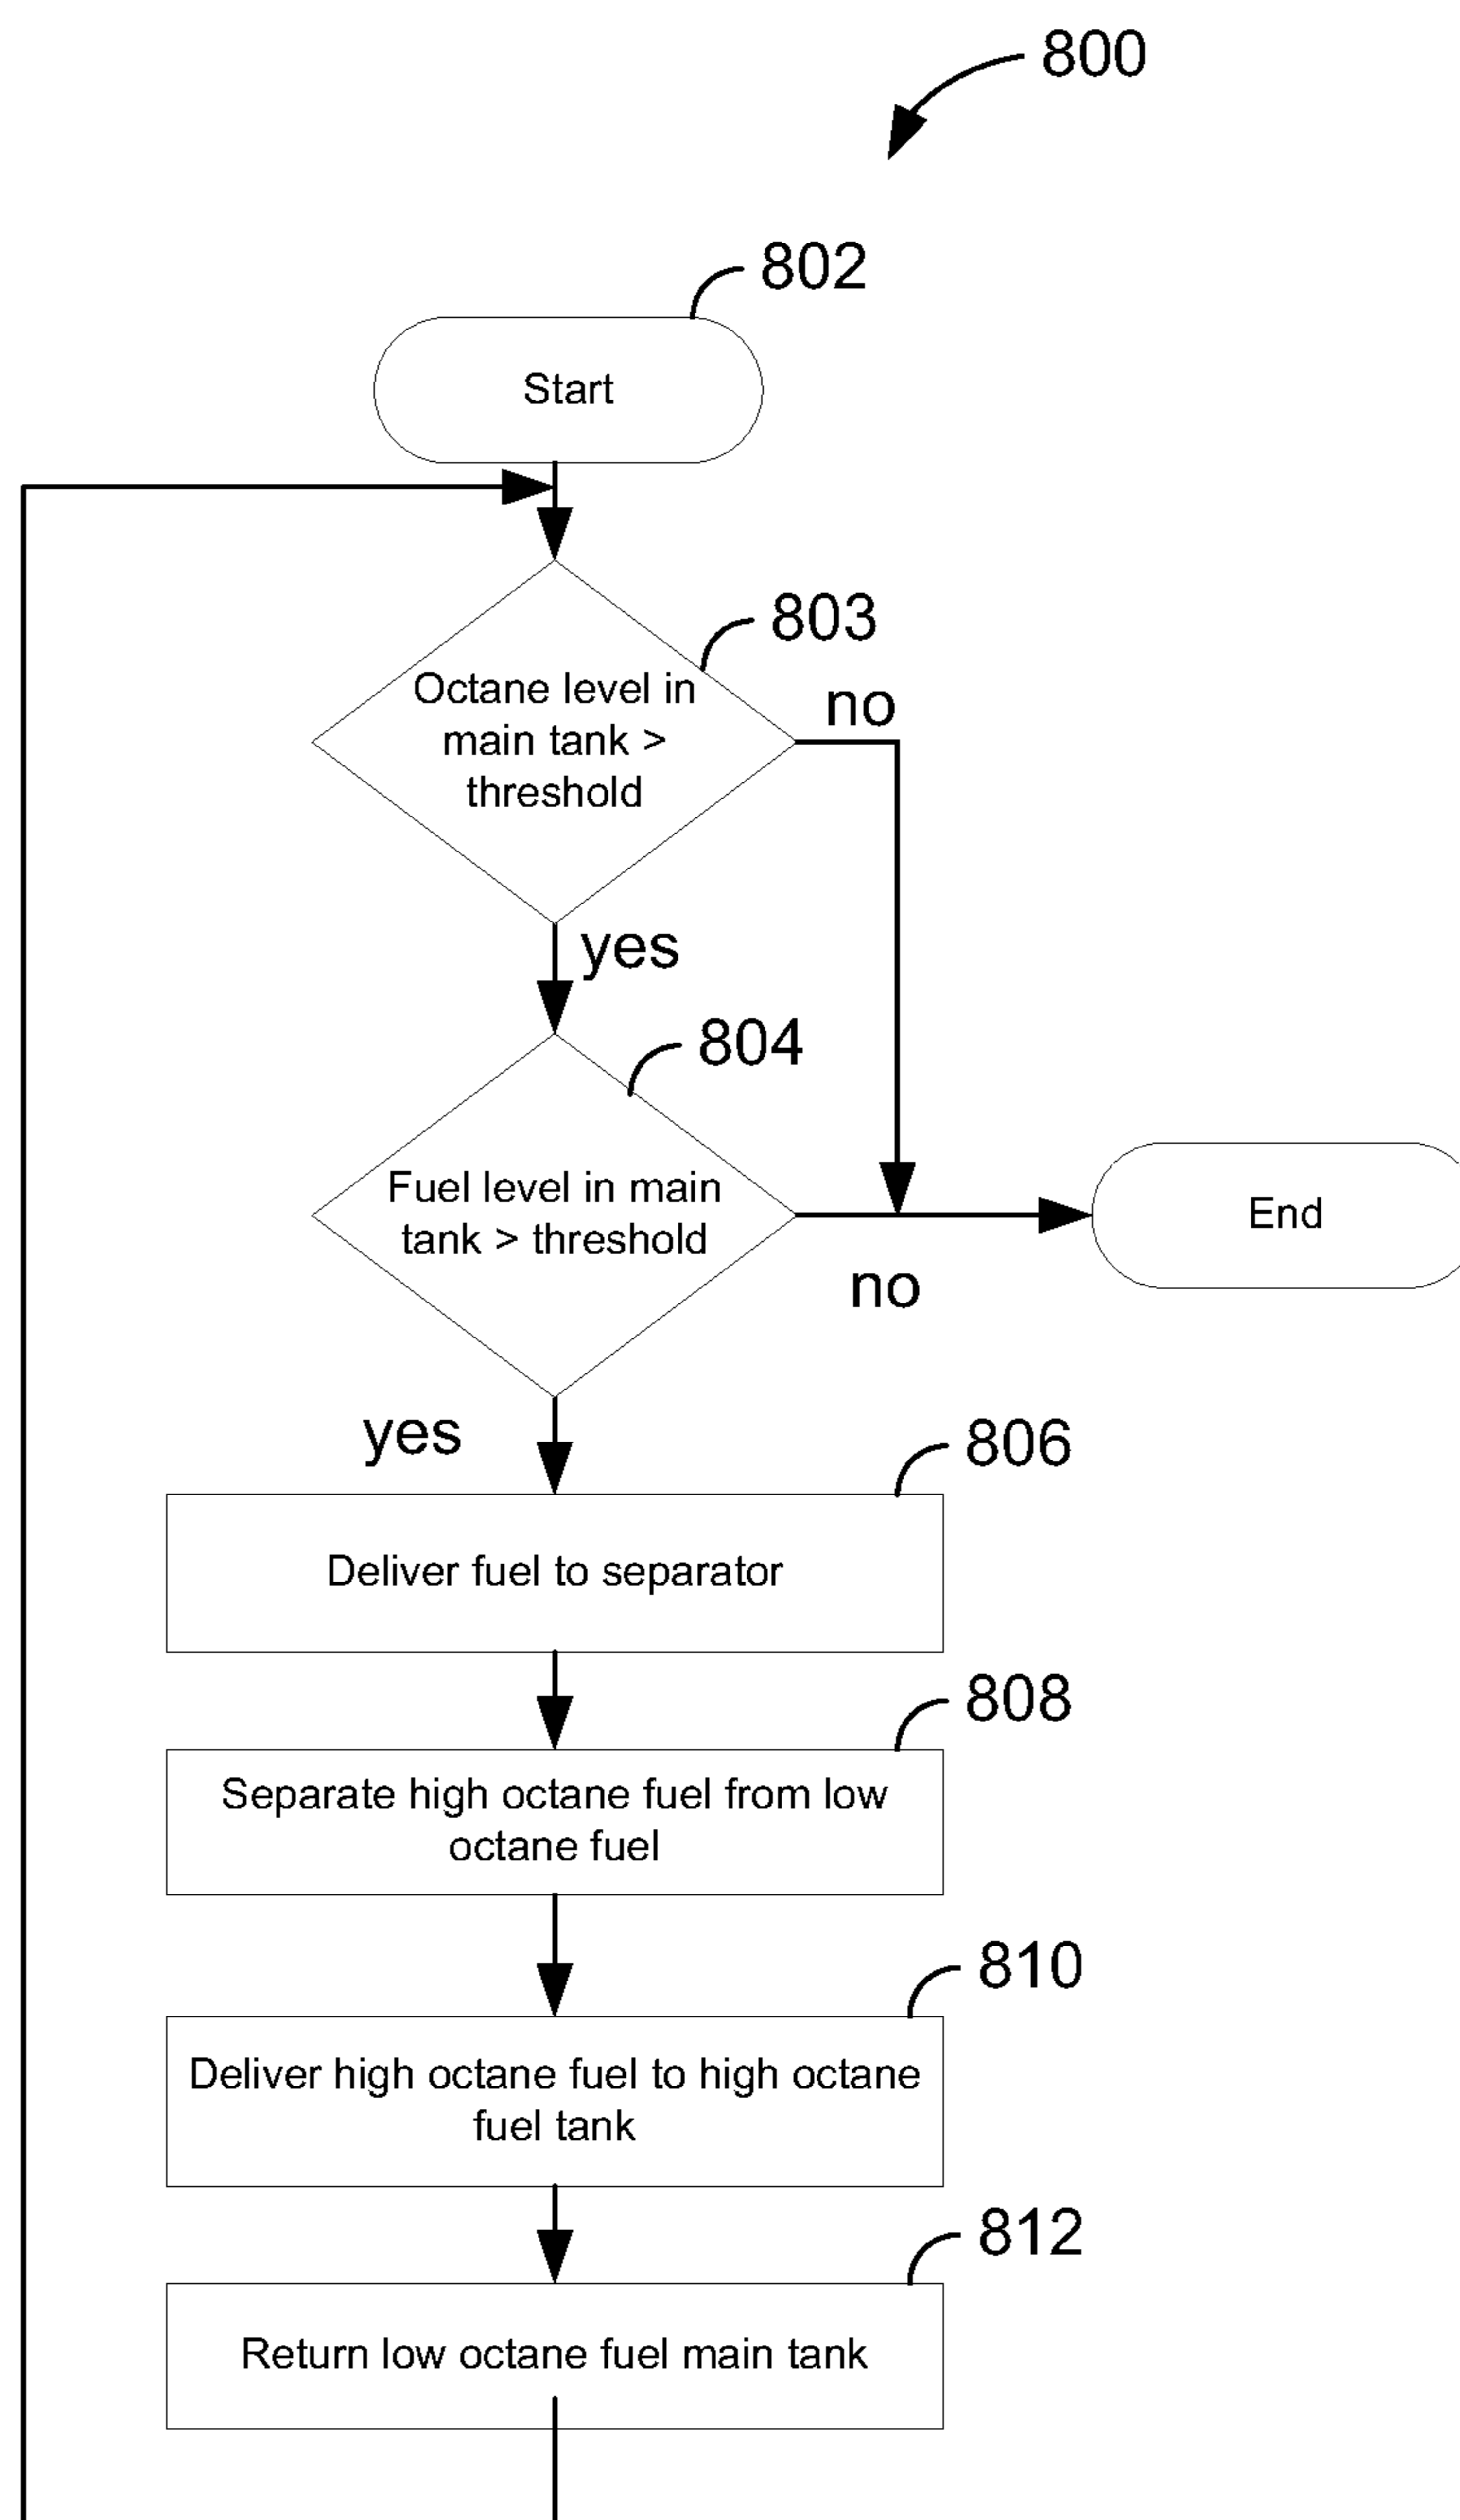 800
802
Start
803
Octane level in
main tank >
threshold
no
yes
804
Fuel level in main
tank > threshold
End
no
yes
806
Deliver fuel to separator
808
Separate high octane fuel from low
octane fuel
810
Deliver high octane fuel to high octane
fuel tank
812
Return low octane fuel main tank